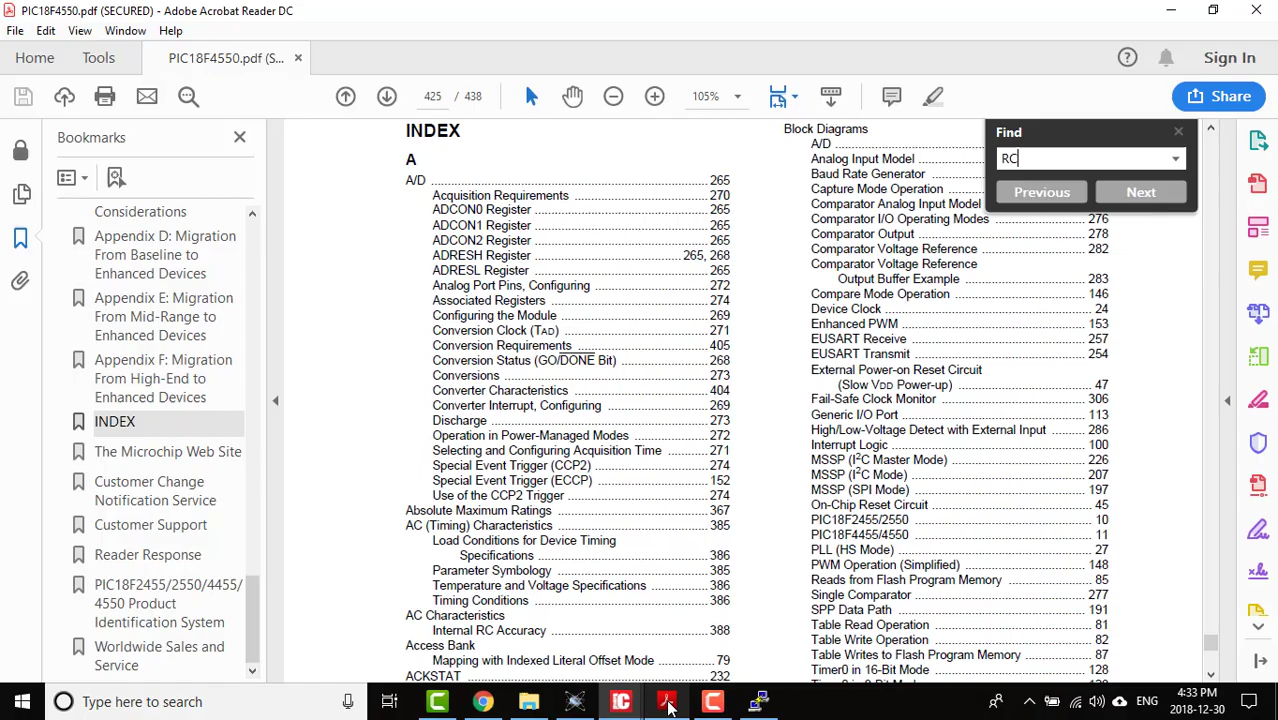 PIC18F4550.pdf (SECURED) - Adobe Acrobat Reader DC
File Edit View Window Help
Home Tools PIC18F4550.pdf (S... Sign In
425 / 438 105% Share
Bookmarks
Considerations
Appendix D: Migration
From Baseline to
Enhanced Devices
Appendix E: Migration
From Mid-Range to
Enhanced Devices
Appendix F: Migration
From High-End to
Enhanced Devices
INDEX
The Microchip Web Site
Customer Change
Notification Service
Customer Support
Reader Response
PIC18F2455/2550/4455/
4550 Product
Identification System
Worldwide Sales and
Service
INDEX
A
A/D 265
Acquisition Requirements 270
ADCON0 Register 265
ADCON1 Register 265
ADCON2 Register 265
ADRESH Register 265, 268
ADRESL Register 265
Analog Port Pins, Configuring 272
Associated Registers 274
Configuring the Module 269
Conversion Clock (TAD) 271
Conversion Requirements 405
Conversion Status (GO/DONE Bit) 268
Conversions 273
Converter Characteristics 404
Converter Interrupt, Configuring 269
Discharge 273
Operation in Power-Managed Modes 272
Selecting and Configuring Acquisition Time 271
Special Event Trigger (CCP2) 274
Special Event Trigger (ECCP) 152
Use of the CCP2 Trigger 274
Absolute Maximum Ratings 367
AC (Timing) Characteristics 385
Load Conditions for Device Timing
Specifications 386
Parameter Symbology 385
Temperature and Voltage Specifications 386
Timing Conditions 386
AC Characteristics
Internal RC Accuracy 388
Access Bank
Mapping with Indexed Literal Offset Mode 79
ACKSTAT 232
Block Diagrams
A/D
Analog Input Model
Baud Rate Generator
Capture Mode Operation
Comparator Analog Input Model
Comparator I/O Operating Modes 276
Comparator Output 278
Comparator Voltage Reference 282
Comparator Voltage Reference
Output Buffer Example 283
Compare Mode Operation 146
Device Clock 24
Enhanced PWM 153
EUSART Receive 257
EUSART Transmit 254
External Power-on Reset Circuit
(Slow VDD Power-up) 47
Fail-Safe Clock Monitor 306
Generic I/O Port 113
High/Low-Voltage Detect with External Input 286
Interrupt Logic 100
MSSP (I²C Master Mode) 226
MSSP (I²C Mode) 207
MSSP (SPI Mode) 197
On-Chip Reset Circuit 45
PIC18F2455/2550 10
PIC18F4455/4550 11
PLL (HS Mode) 27
PWM Operation (Simplified) 148
Reads from Flash Program Memory 85
Single Comparator 277
SPP Data Path 191
Table Read Operation 81
Table Write Operation 82
Table Writes to Flash Program Memory 87
Timer0 in 16-Bit Mode 128
Find
RC
Previous Next
Type here to search
ENG
4:33 PM
2018-12-30